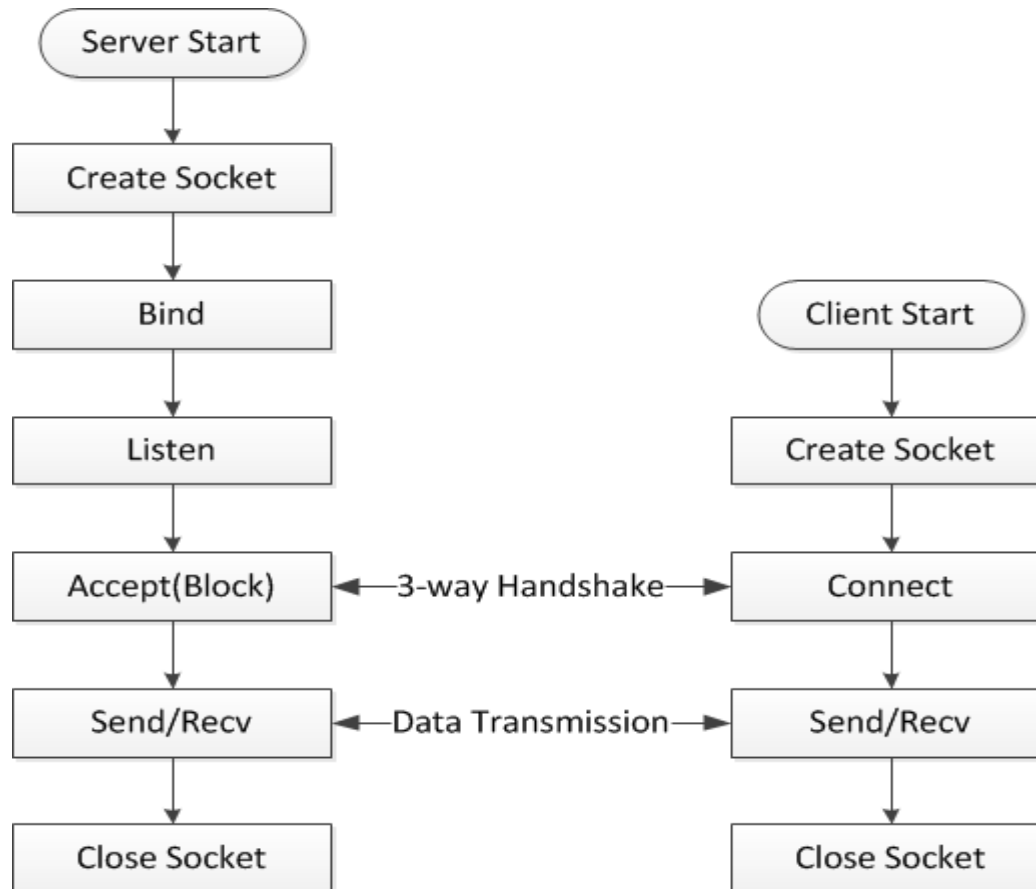 Server Start
Create Socket
Bind
Client Start
Listen
Create Socket
Accept(Block)
3-way Handshake
Connect
Send/Recv
Data Transmission
Send/Recv
Close Socket
Close Socket